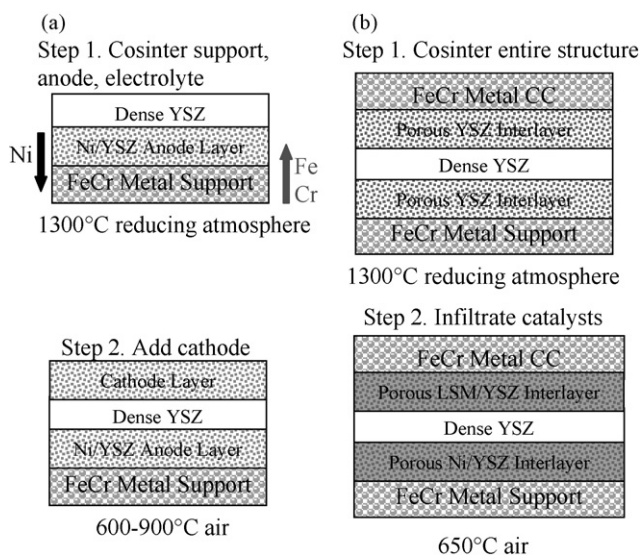 (a)
Step 1. Cosinter support,
anode, electrolyte
Dense YSZ
Ni/YSZ Anode Layer
FeCr Metal Support
Ni
Fe
Cr
1300°C reducing atmosphere
Step 2. Add cathode
Cathode Layer
Dense YSZ
Ni/YSZ Anode Layer
FeCr Metal Support
600-900°C air
(b)
Step 1. Cosinter entire structure
FeCr Metal CC
Porous YSZ Interlayer
Dense YSZ
Porous YSZ Interlayer
FeCr Metal Support
1300°C reducing atmosphere
Step 2. Infiltrate catalysts
FeCr Metal CC
Porous LSM/YSZ Interlayer
Dense YSZ
Porous Ni/YSZ Interlayer
FeCr Metal Support
650°C air